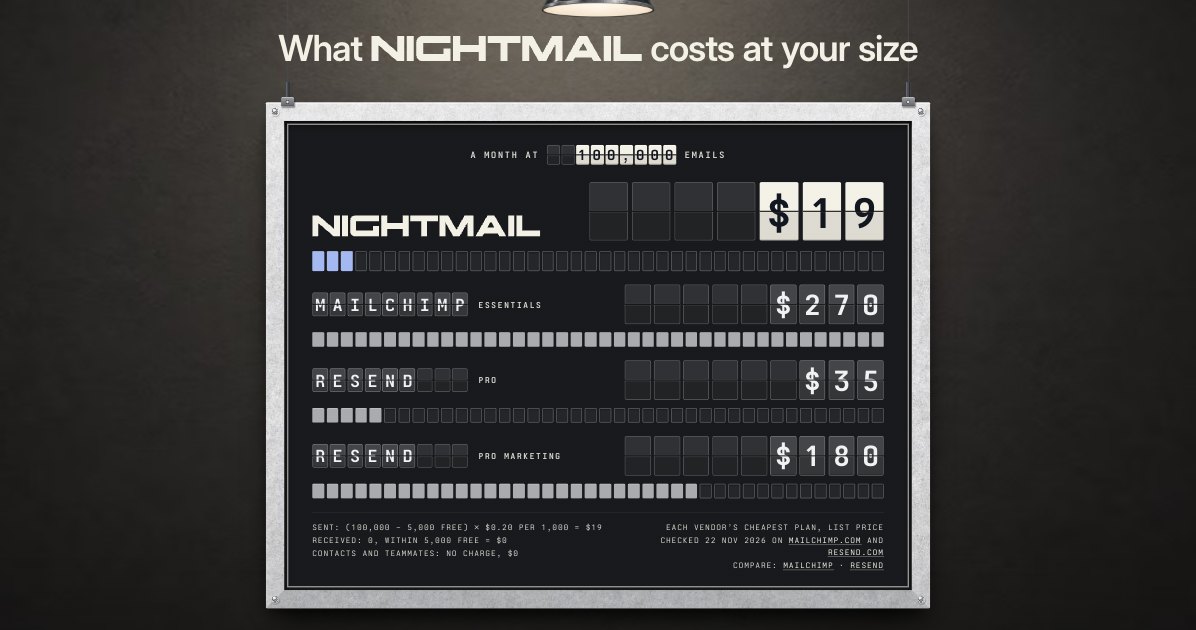 What NIGHTMAIL costs at your size
A MONTH AT 100,000 EMAILS
NIGHTMAIL $19
MAILCHIMP ESSENTIALS $270
RESEND PRO $35
RESEND PRO MARKETING $180
SENT: (100,000 − 5,000 FREE) × $0.20 PER 1,000 = $19
RECEIVED: 0, WITHIN 5,000 FREE = $0
CONTACTS AND TEAMMATES: NO CHARGE, $0
EACH VENDOR'S CHEAPEST PLAN, LIST PRICE
CHECKED 22 NOV 2026 ON MAILCHIMP.COM AND
RESEND.COM
COMPARE: MAILCHIMP · RESEND